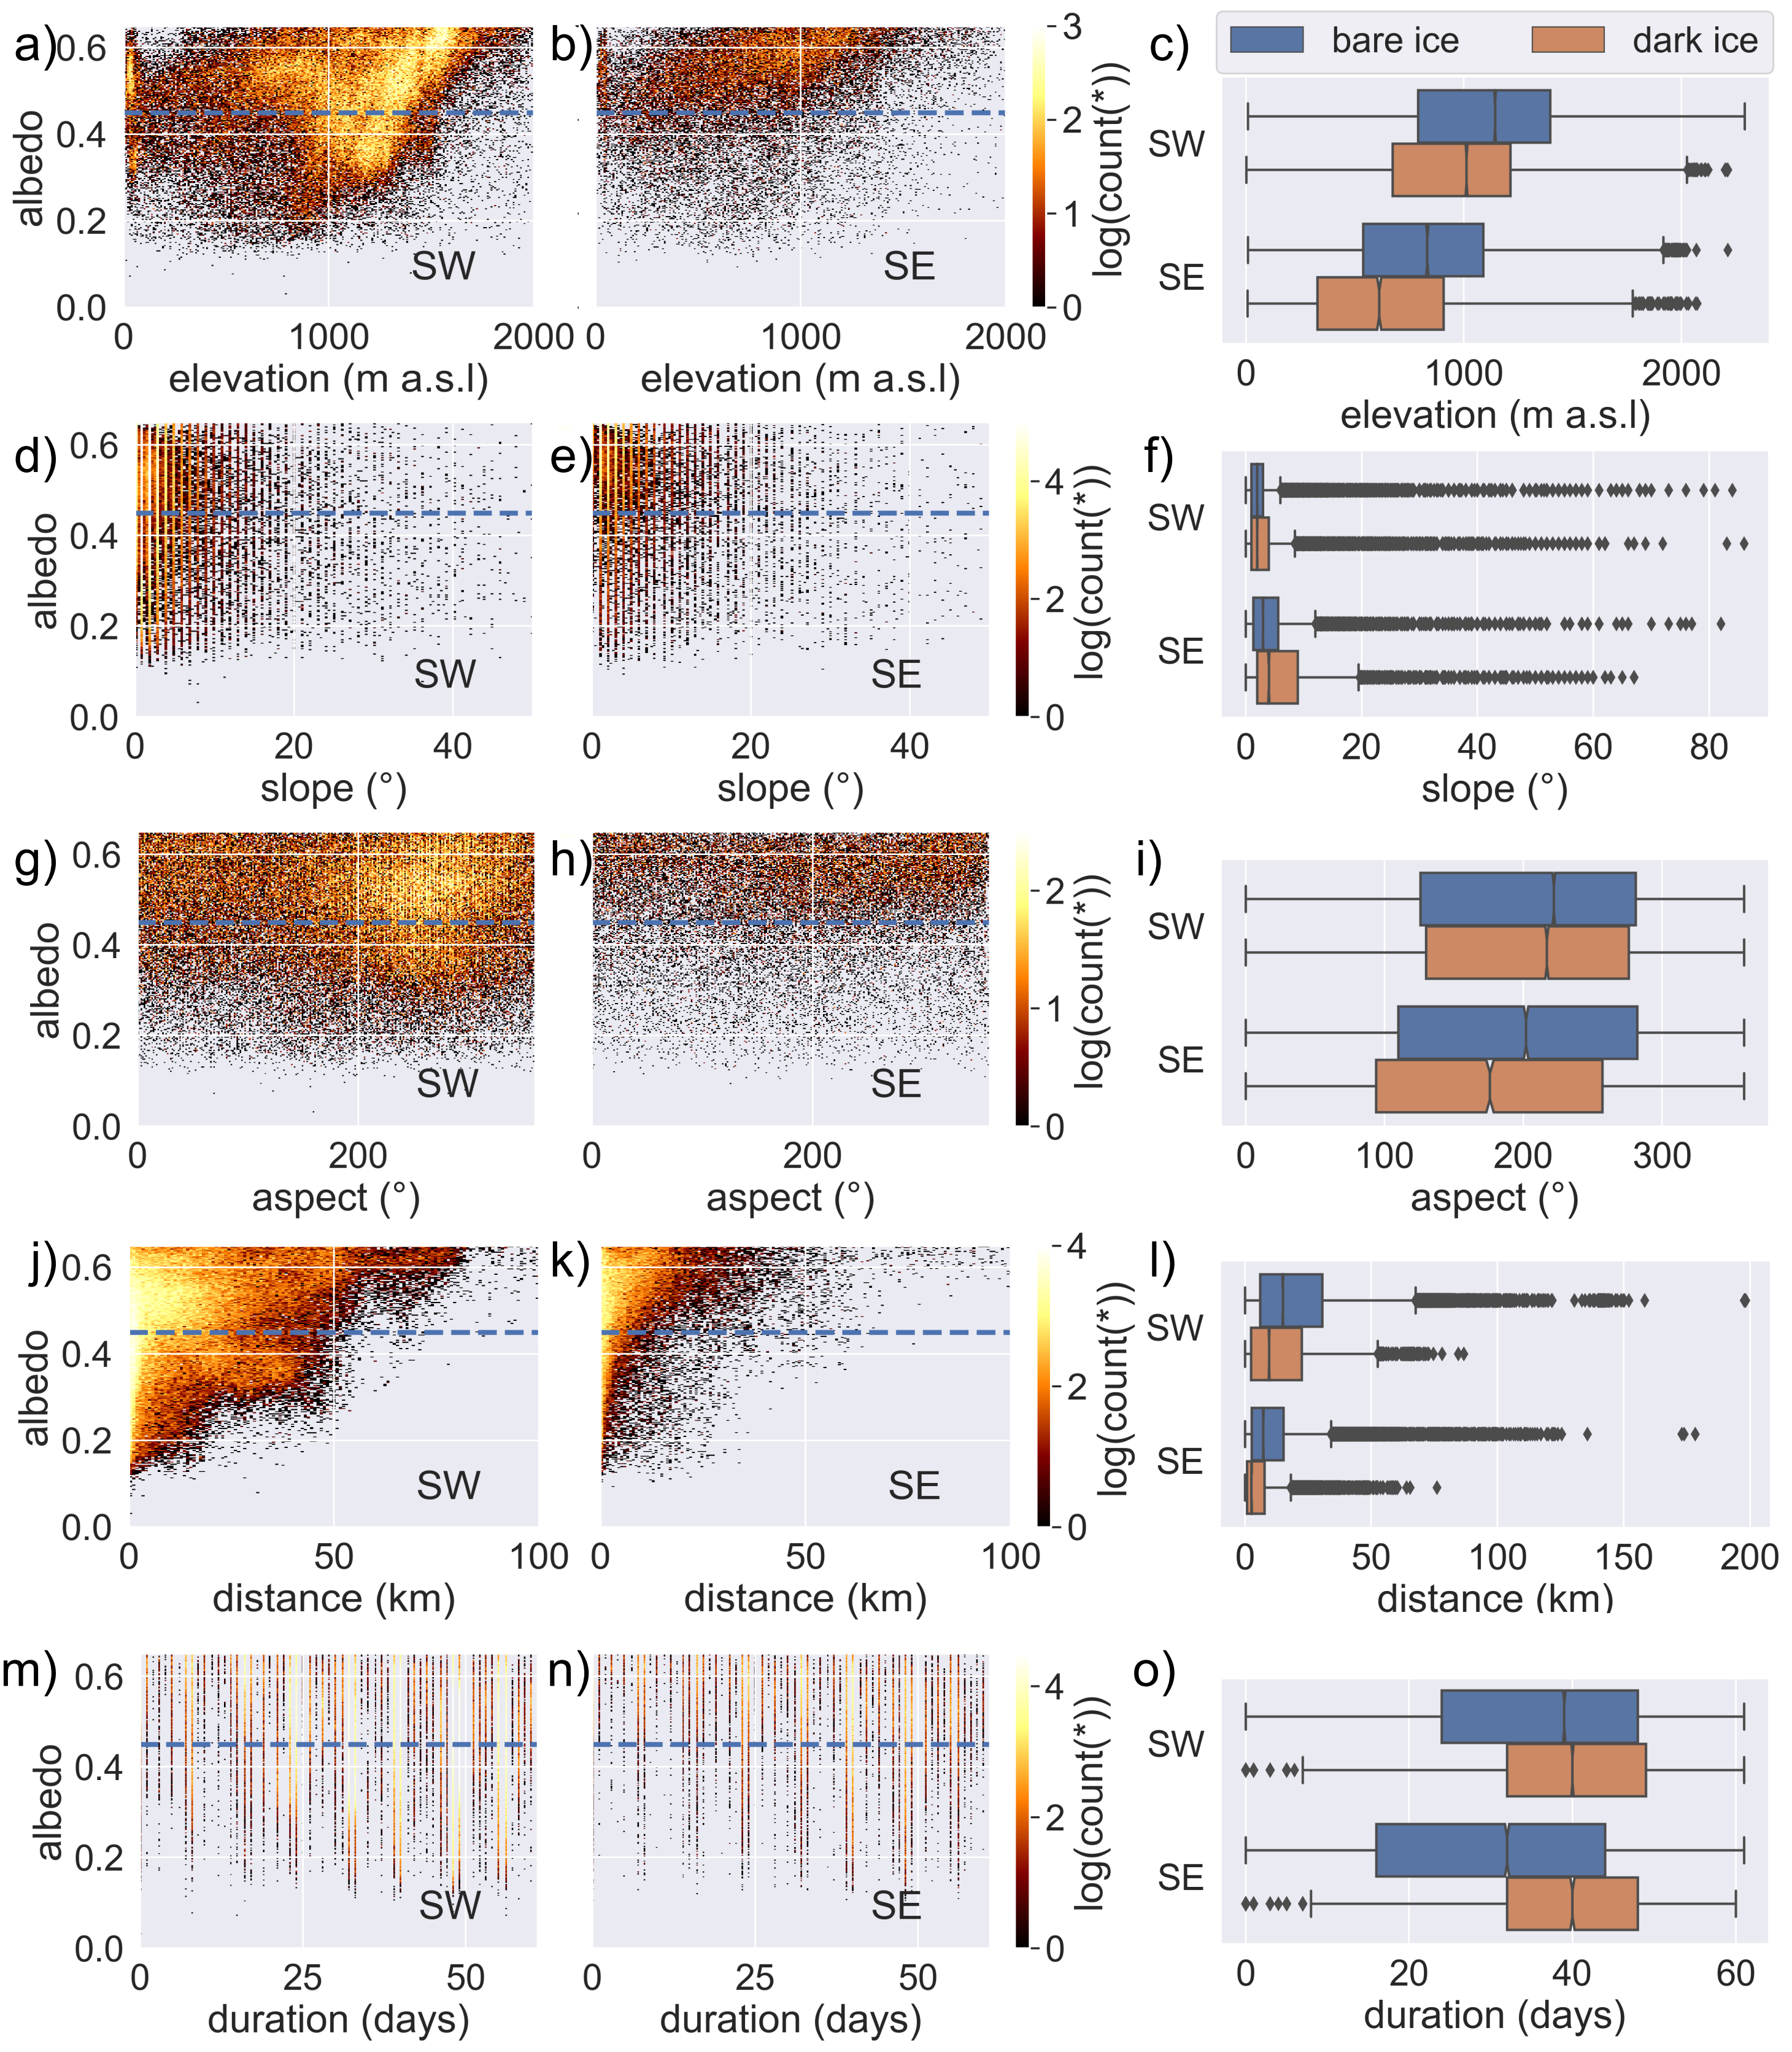 a)
0.6
0.4
0.2
0.0
albedo
SW
0
1000
2000
elevation (m a.s.l)
b)
SE
0
1000
2000
elevation (m a.s.l)
3
2
1
0
log(count(*))
c)
bare ice
dark ice
SW
SE
0
1000
2000
elevation (m a.s.l)
d)
0.6
0.4
0.2
0.0
albedo
SW
0
20
40
slope (°)
e)
SE
0
20
40
slope (°)
4
2
0
log(count(*))
f)
SW
SE
0
20
40
60
80
slope (°)
g)
0.6
0.4
0.2
0.0
albedo
SW
0
200
aspect (°)
h)
SE
0
200
aspect (°)
2
1
0
log(count(*))
i)
SW
SE
0
100
200
300
aspect (°)
j)
0.6
0.4
0.2
0.0
albedo
SW
0
50
100
distance (km)
k)
SE
0
50
100
distance (km)
4
2
0
log(count(*))
l)
SW
SE
0
50
100
150
200
distance (km)
m)
0.6
0.4
0.2
0.0
albedo
SW
0
25
50
duration (days)
n)
SE
0
25
50
duration (days)
4
2
0
log(count(*))
o)
SW
SE
0
20
40
60
duration (days)